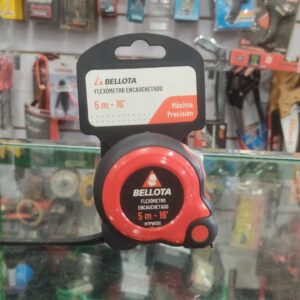 BELLOTA
FLEXÓMETRO ENCAUCHETADO
5 m - 16'
Máxima
Precisión
BELLOTA
FLEXÓMETRO
ENCAUCHETADO
5 m - 16'